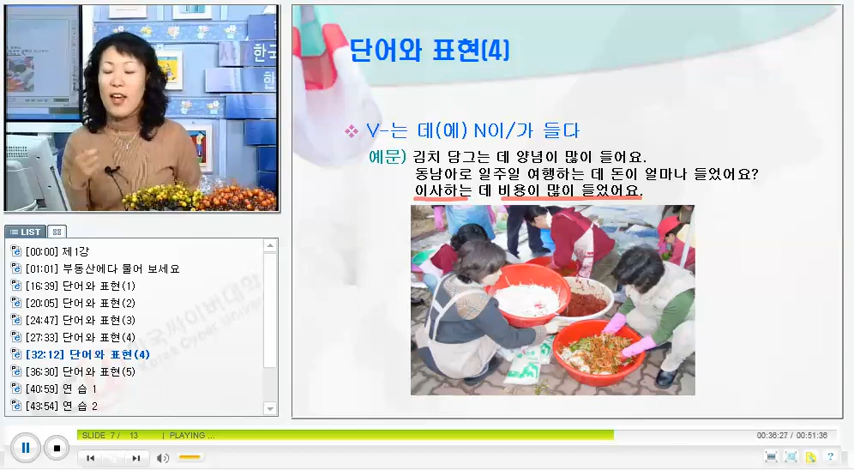 한국
한
단어와 표현(4)
V-는 데(에) N이/가 들다
예문) 김치 담그는 데 양념이 많이 들어요.
동남아로 일주일 여행하는 데 돈이 얼마나 들었어요?
이사하는 데 비용이 많이 들었어요.
LIST
[00:00] 제1강
[01:01] 부동산에다 물어 보세요
[16:39] 단어와 표현(1)
[20:05] 단어와 표현(2)
[24:47] 단어와 표현(3)
[27:33] 단어와 표현(4)
[32:12] 단어와 표현(4)
[36:30] 단어와 표현(5)
[40:59] 연 습 1
[43:54] 연 습 2
SLIDE 7 / 13 | PLAYING ...
00:36:27 / 00:51:36